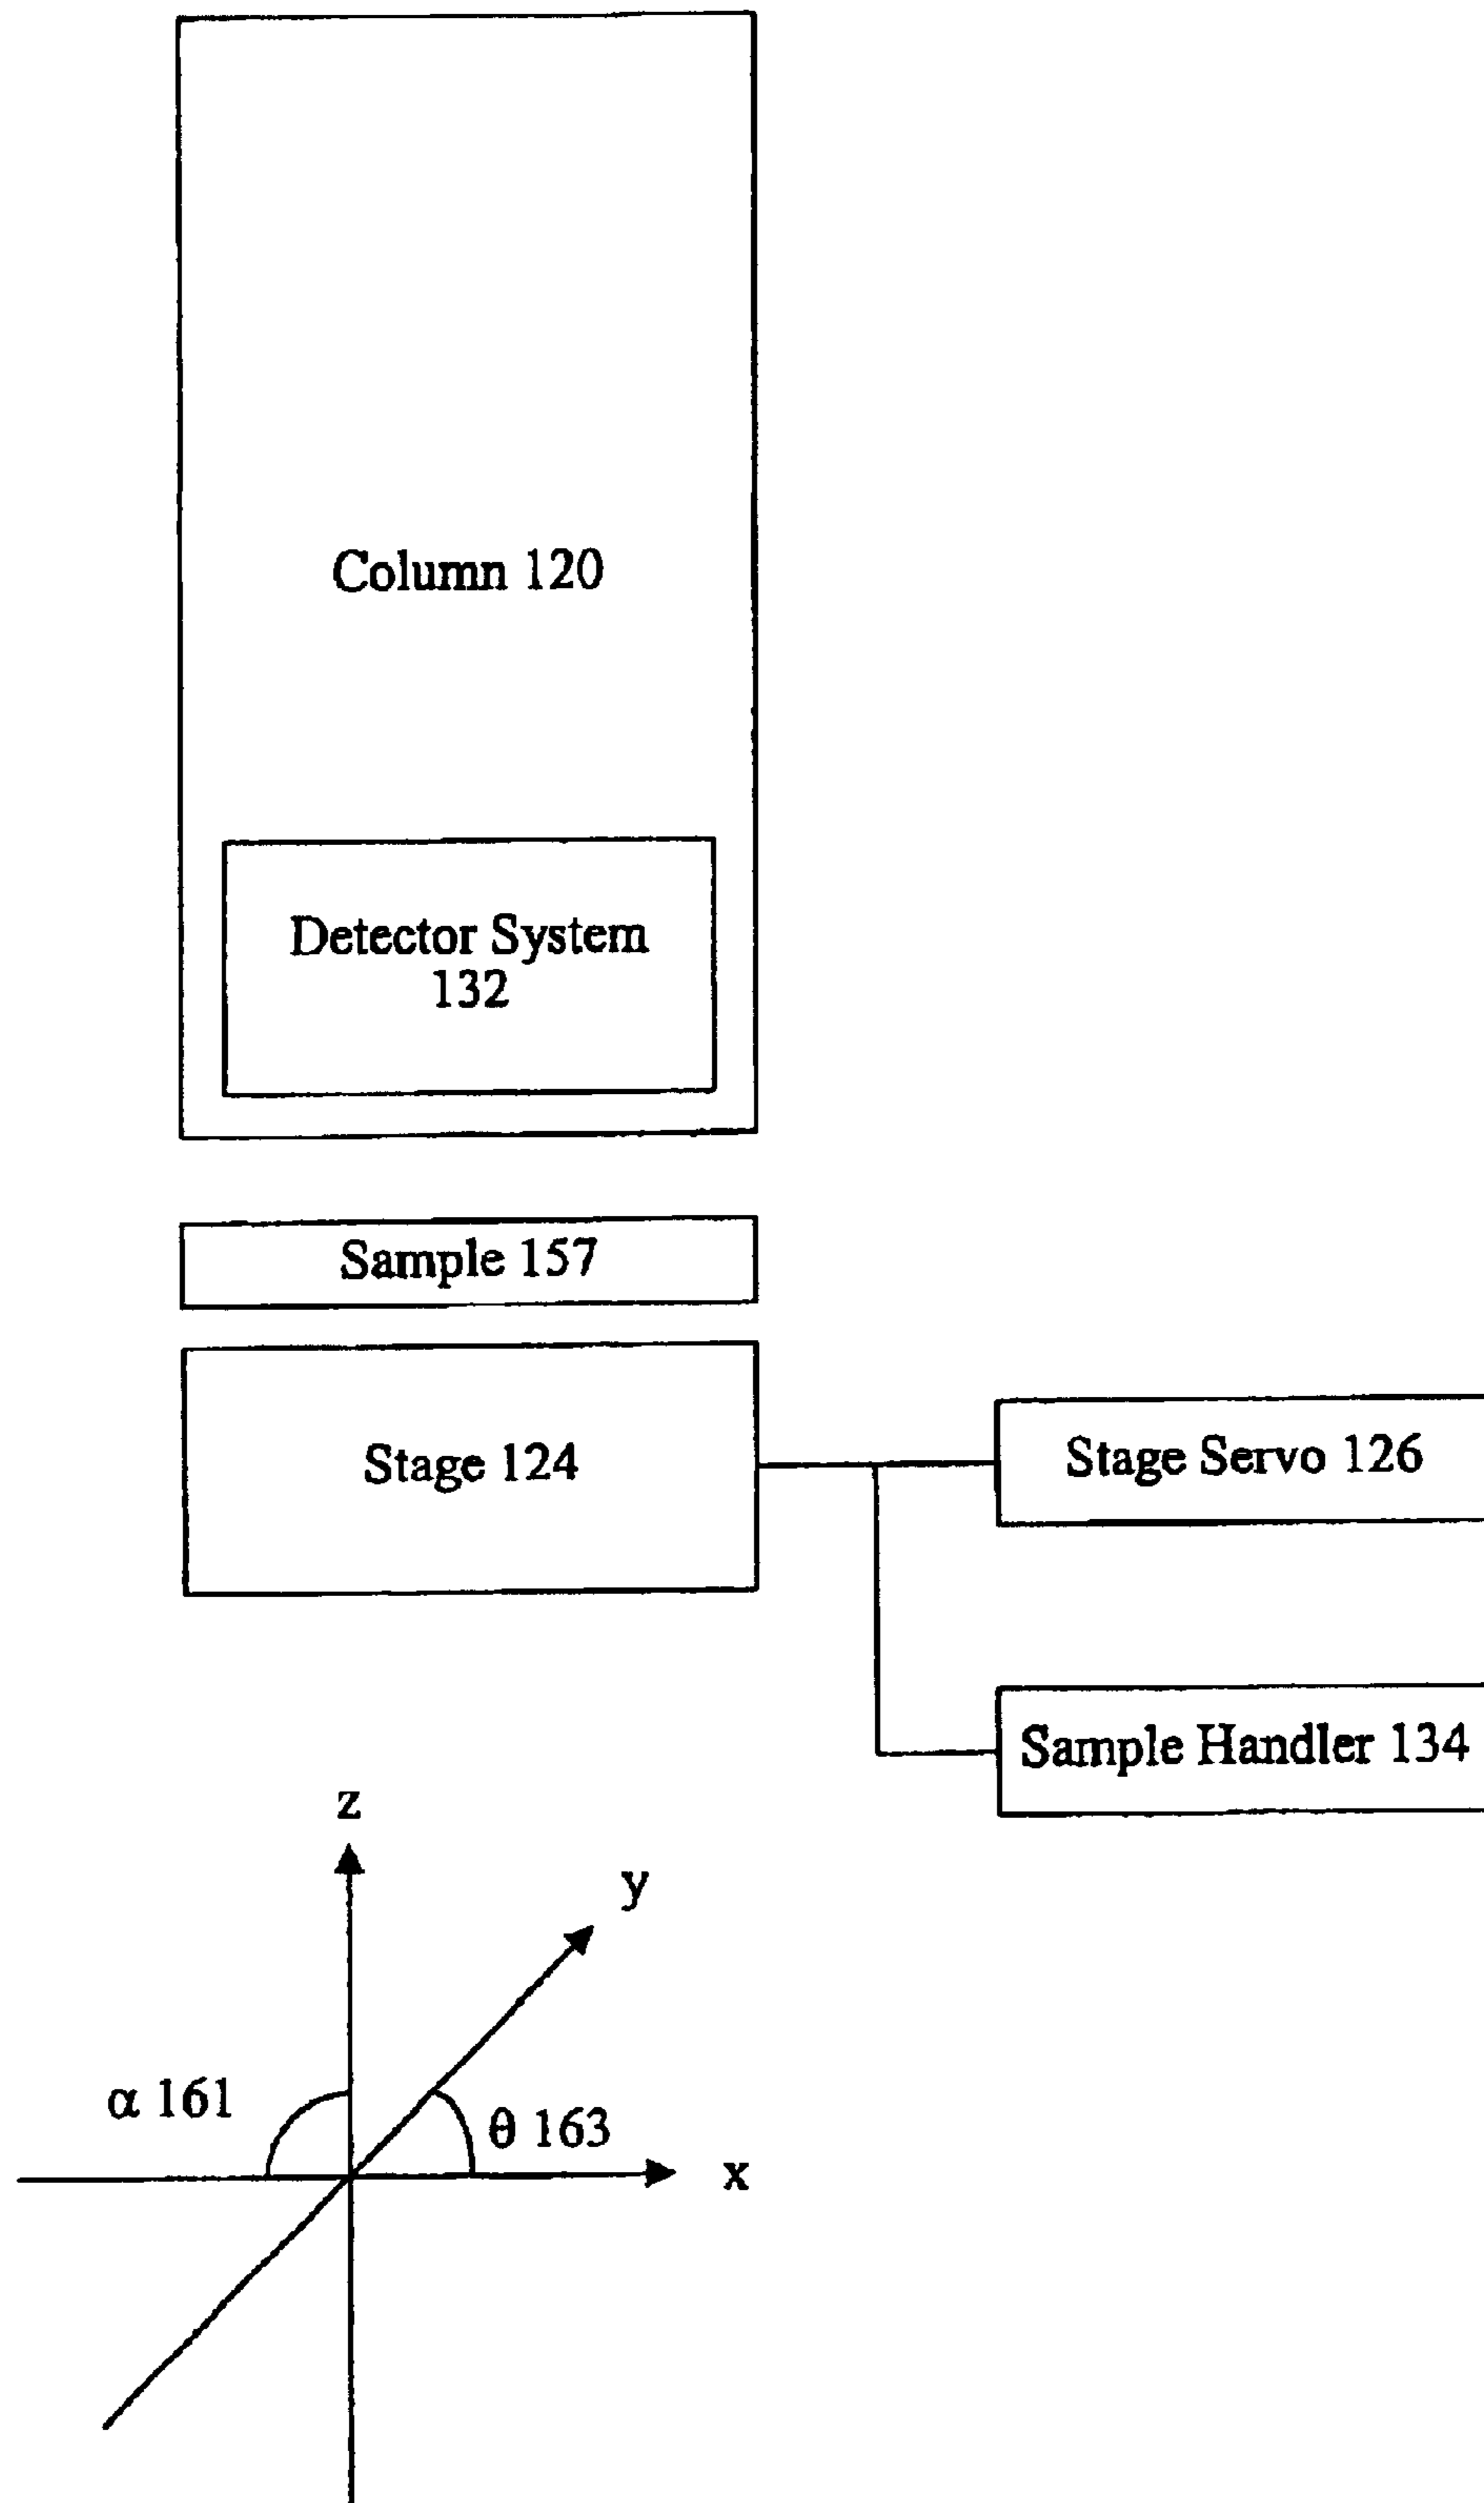 Column 120
Detector System
132
Sample 157
Stage 124
Stage Servo 126
Sample Handler 134
z
y
α 161
θ 163
x